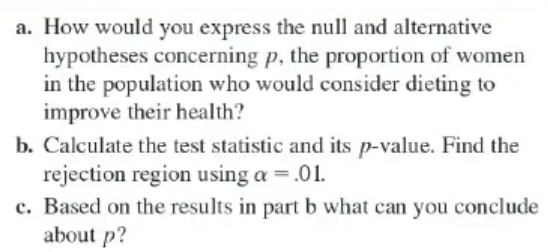 a. How would you express the null and alternative
hypotheses concerning p, the proportion of women
in the population who would consider dieting to
improve their health?
b. Calculate the test statistic and its p-value. Find the
rejection region using α = .01.
c. Based on the results in part b what can you conclude
about p?